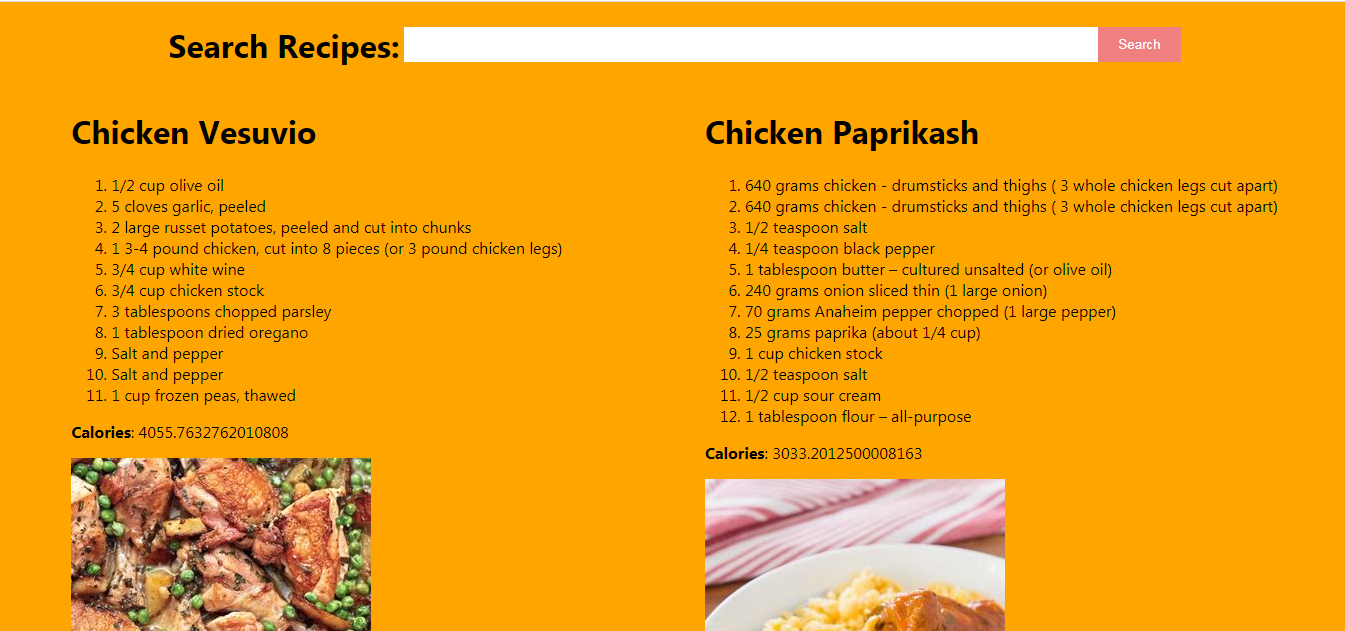 Search Recipes:
Search
Chicken Vesuvio
1. 1/2 cup olive oil
2. 5 cloves garlic, peeled
3. 2 large russet potatoes, peeled and cut into chunks
4. 1 3-4 pound chicken, cut into 8 pieces (or 3 pound chicken legs)
5. 3/4 cup white wine
6. 3/4 cup chicken stock
7. 3 tablespoons chopped parsley
8. 1 tablespoon dried oregano
9. Salt and pepper
10. Salt and pepper
11. 1 cup frozen peas, thawed
Calories: 4055.7632762010808
Chicken Paprikash
1. 640 grams chicken - drumsticks and thighs ( 3 whole chicken legs cut apart)
2. 640 grams chicken - drumsticks and thighs ( 3 whole chicken legs cut apart)
3. 1/2 teaspoon salt
4. 1/4 teaspoon black pepper
5. 1 tablespoon butter – cultured unsalted (or olive oil)
6. 240 grams onion sliced thin (1 large onion)
7. 70 grams Anaheim pepper chopped (1 large pepper)
8. 25 grams paprika (about 1/4 cup)
9. 1 cup chicken stock
10. 1/2 teaspoon salt
11. 1/2 cup sour cream
12. 1 tablespoon flour – all-purpose
Calories: 3033.2012500008163